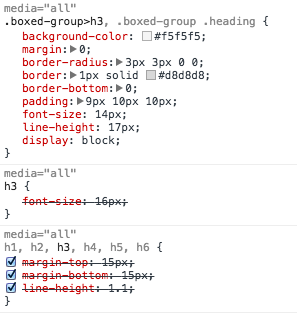 media="all"
.boxed-group>h3, .boxed-group .heading {
background-color: #f5f5f5;
margin: 0;
border-radius: 3px 3px 0 0;
border: 1px solid #d8d8d8;
border-bottom: 0;
padding: 9px 10px 10px;
font-size: 14px;
line-height: 17px;
display: block;
}
media="all"
h3 {
font-size: 16px;
}
media="all"
h1, h2, h3, h4, h5, h6 {
margin-top: 15px;
margin-bottom: 15px;
line-height: 1.1;
}